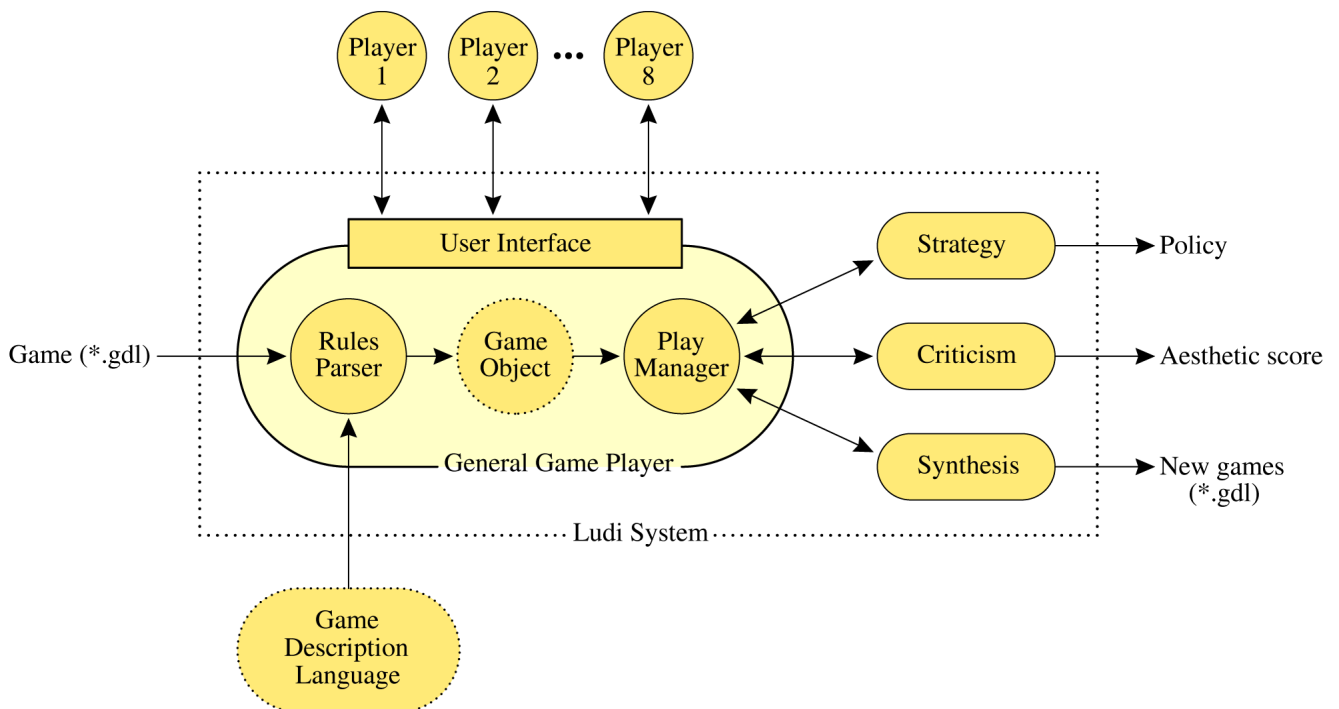 Player
1
Player
2
...
Player
8
User Interface
Strategy
Policy
Game (*.gdl)
Rules
Parser
Game
Object
Play
Manager
Criticism
Aesthetic score
General Game Player
Synthesis
New games
(*.gdl)
Ludi System
Game
Description
Language